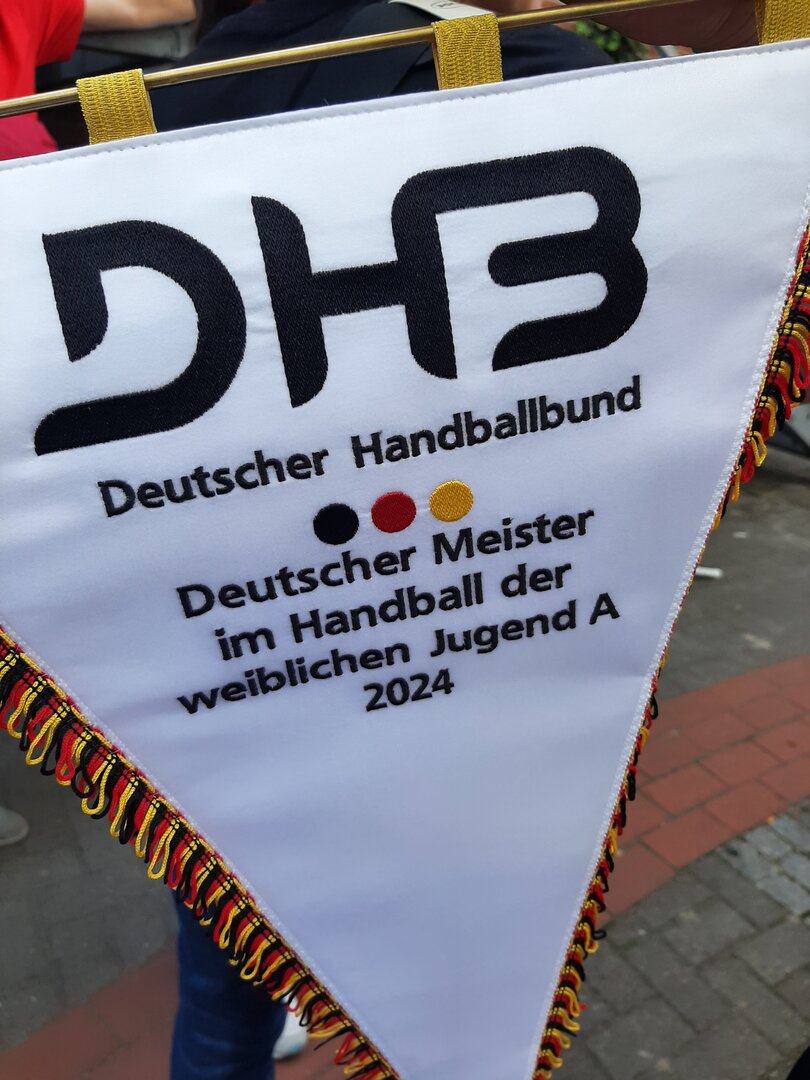 DHB
Deutscher Handballbund
Deutscher Meister
im Handball der
weiblichen Jugend A
2024